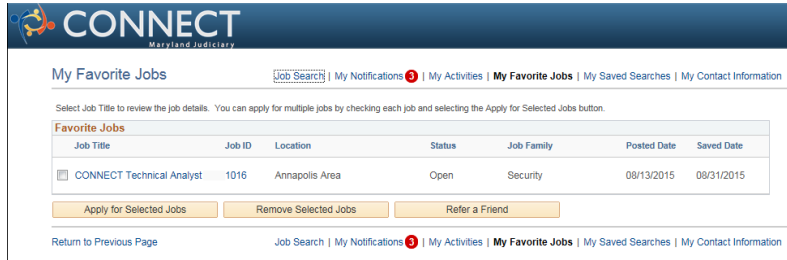 CONNECT
Maryland Judiciary
My Favorite Jobs
Job Search | My Notifications 3 | My Activities | My Favorite Jobs | My Saved Searches | My Contact Information
Select Job Title to review the job details. You can apply for multiple jobs by checking each job and selecting the Apply for Selected Jobs button.
Favorite Jobs
Job Title Job ID Location Status Job Family Posted Date Saved Date
CONNECT Technical Analyst 1016 Annapolis Area Open Security 08/13/2015 08/31/2015
Apply for Selected Jobs Remove Selected Jobs Refer a Friend
Return to Previous Page Job Search | My Notifications 3 | My Activities | My Favorite Jobs | My Saved Searches | My Contact Information